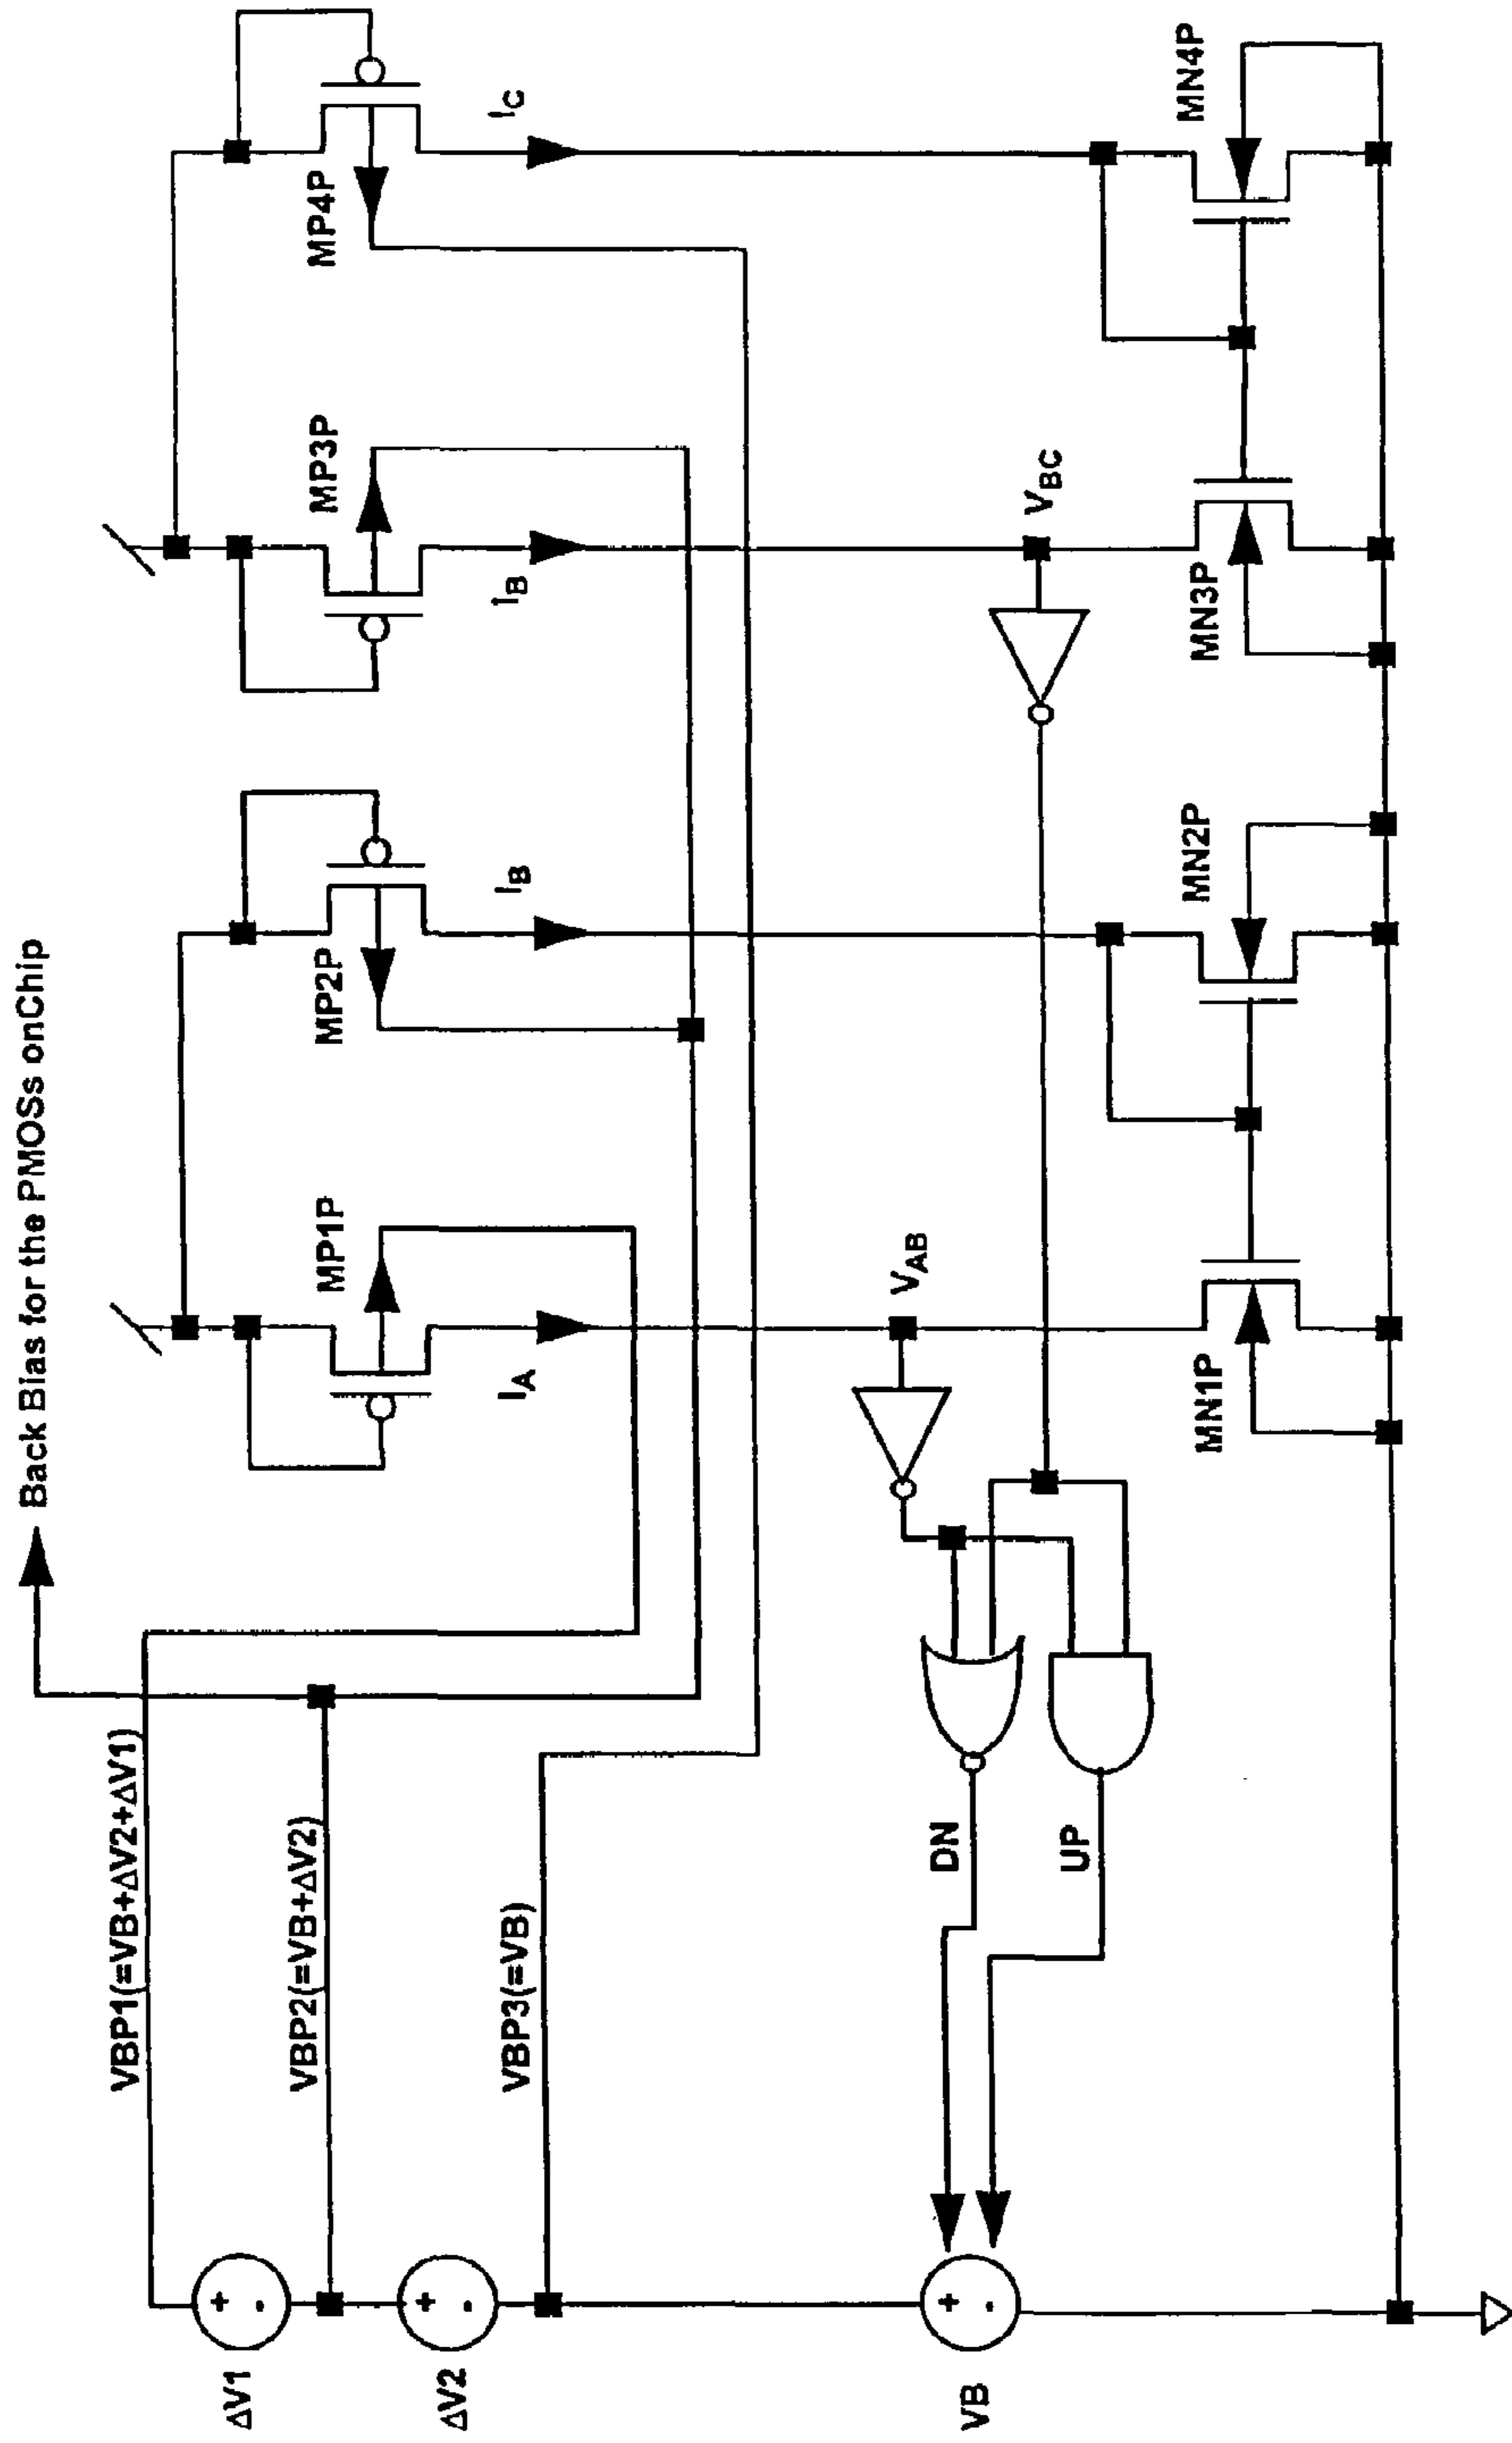 Back Bias for the PMOSs onChip
ΔV1
VBP1(=VB+ΔV2+ΔV1)
ΔV2
VBP2(=VB+ΔV2)
VBP3(=VB)
VB
DN
UP
MP1P
MP2P
MP3P
MP4P
IA
IB
IB
IC
VAB
VBC
MN1P
MN2P
MN3P
MN4P
+
-
+
-
+
-